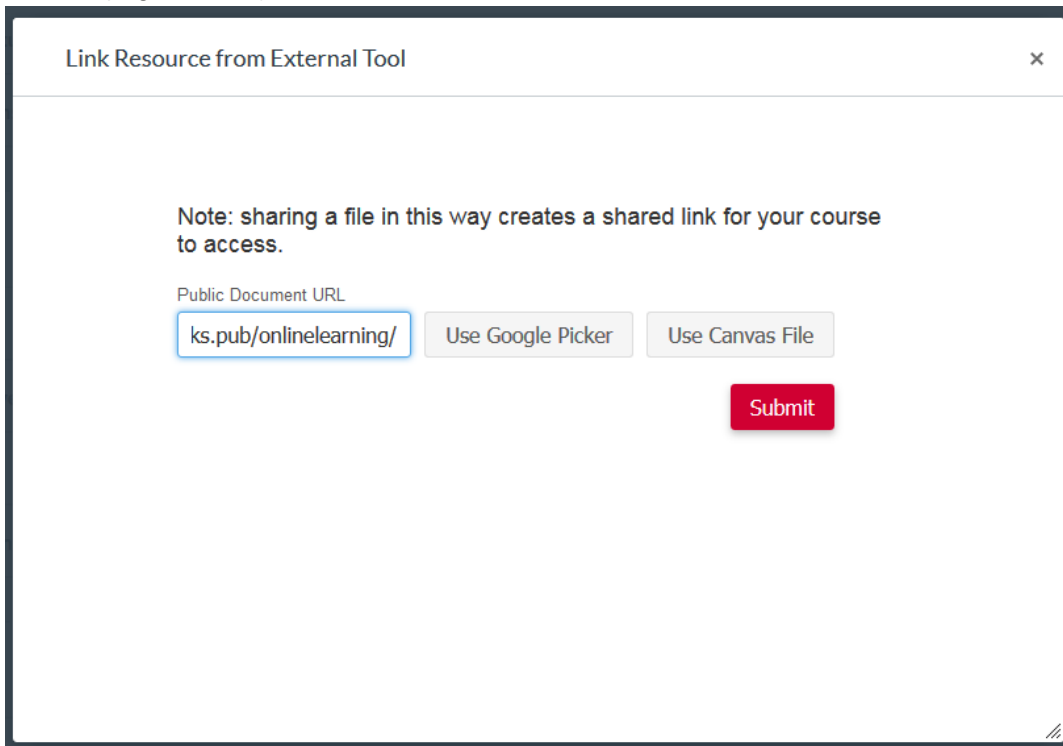 Link Resource from External Tool ×
Note: sharing a file in this way creates a shared link for your course
to access.
Public Document URL
ks.pub/onlinelearning/ Use Google Picker Use Canvas File
Submit